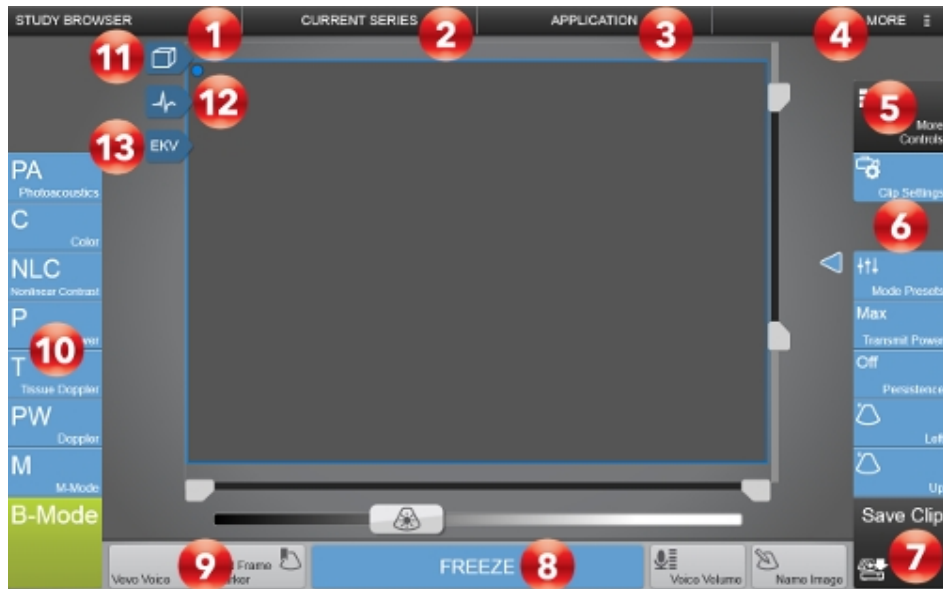 STUDY BROWSER
CURRENT SERIES
APPLICATION
MORE
1
2
3
4
11
12
13
EKV
5
More
Controls
Clip Settings
6
PA
Photoacoustics
C
Color
NLC
Nonlinear Contrast
P
10
T
Tissue Doppler
PW
Doppler
M
M-Mode
B-Mode
Mode Presets
Max
Transmit Power
Off
Persistence
Left
Up
Save Clip
7
Vevo Voice
9
Frame
FREEZE
8
Voice Volume
Name Image